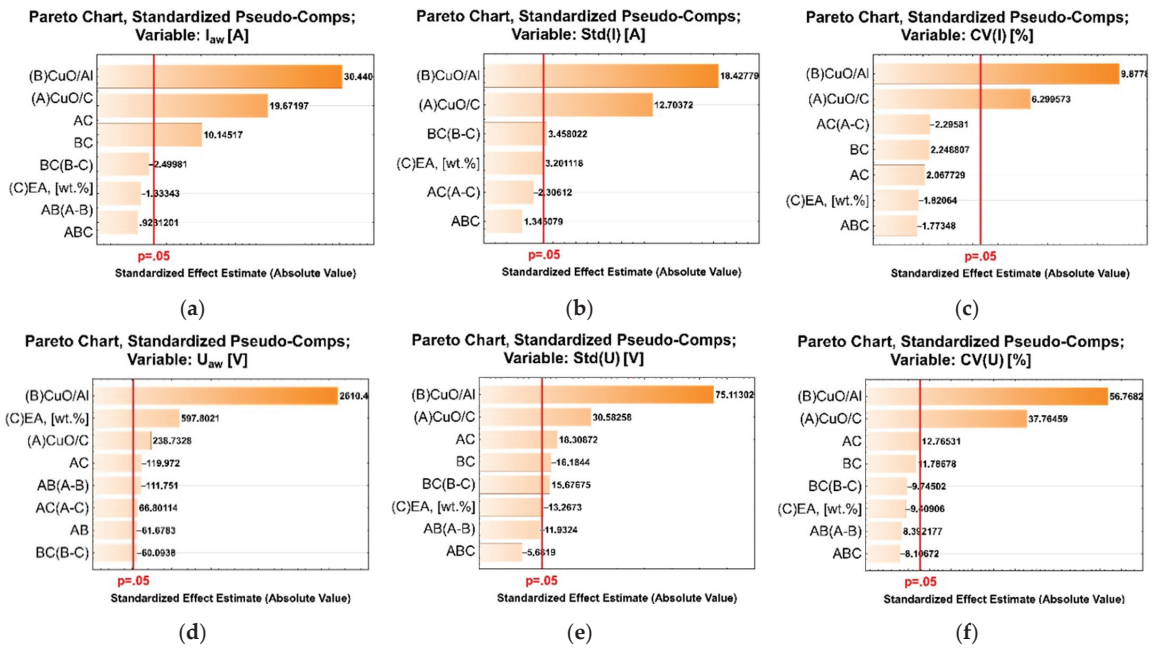 Pareto Chart, Standardized Pseudo-Comps;
Variable: Iaw [A]
(B)CuO/Al
30.440
(A)CuO/C
19.67197
AC
10.14517
BC
BC(B-C)
-2.49981
(C)EA, [wt.%]
-1.33343
AB(A-B)
.9281201
ABC
p=.05
Standardized Effect Estimate (Absolute Value)
(a)
Pareto Chart, Standardized Pseudo-Comps;
Variable: Std(I) [A]
(B)CuO/Al
18.42779
(A)CuO/C
12.70372
BC(B-C)
3.458022
(C)EA, [wt.%]
3.201118
AC(A-C)
-2.30612
ABC
1.345079
p=.05
Standardized Effect Estimate (Absolute Value)
(b)
Pareto Chart, Standardized Pseudo-Comps;
Variable: CV(I) [%]
(B)CuO/Al
9.8778
(A)CuO/C
6.299573
AC(A-C)
-2.29581
BC
2.248807
AC
2.067729
(C)EA, [wt.%]
-1.82064
ABC
-1.77348
p=.05
Standardized Effect Estimate (Absolute Value)
(c)
Pareto Chart, Standardized Pseudo-Comps;
Variable: Uaw [V]
(B)CuO/Al
2610.4
(C)EA, [wt.%]
597.8021
(A)CuO/C
238.7328
AC
-119.972
AB(A-B)
-111.751
AC(A-C)
66.80114
AB
-61.6783
BC(B-C)
-60.0938
p=.05
Standardized Effect Estimate (Absolute Value)
(d)
Pareto Chart, Standardized Pseudo-Comps;
Variable: Std(U) [V]
(B)CuO/Al
75.11302
(A)CuO/C
30.58258
AC
18.30872
BC
-16.1844
BC(B-C)
15.67675
(C)EA, [wt.%]
-13.2673
AB(A-B)
-11.9324
ABC
p=.05
Standardized Effect Estimate (Absolute Value)
(e)
Pareto Chart, Standardized Pseudo-Comps;
Variable: CV(U) [%]
(B)CuO/Al
56.7682
(A)CuO/C
37.76459
AC
12.76531
BC
11.78678
BC(B-C)
-9.74502
(C)EA, [wt.%]
AB(A-B)
8.392177
ABC
-8.10672
p=.05
Standardized Effect Estimate (Absolute Value)
(f)